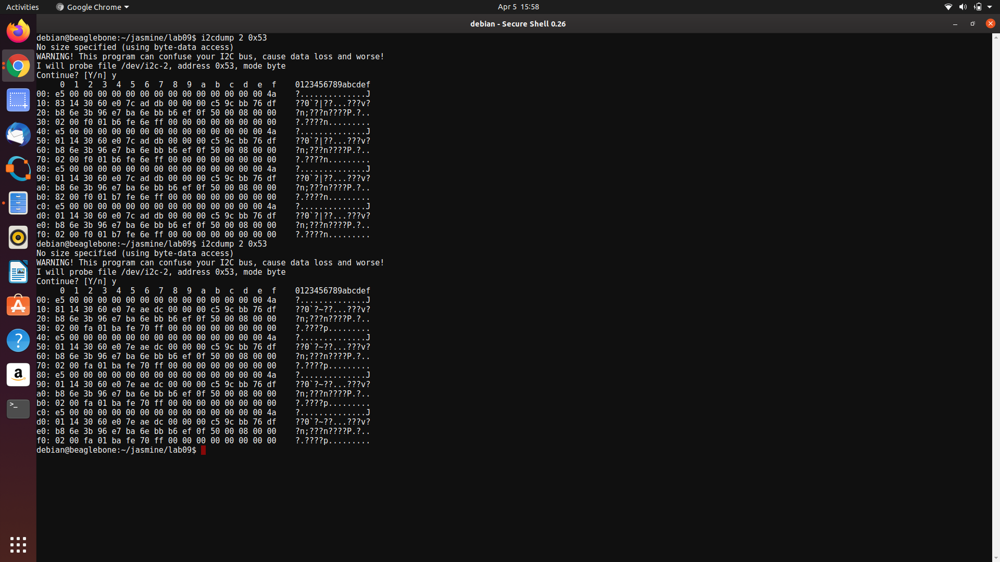 Activities
Google Chrome
Apr 5 15:58
debian - Secure Shell 0.26
debian@beaglebone:~/jasmine/lab09$ i2cdump 2 0x53
No size specified (using byte-data access)
WARNING! This program can confuse your I2C bus, cause data loss and worse!
I will probe file /dev/i2c-2, address 0x53, mode byte
Continue? [Y/n] y
     0  1  2  3  4  5  6  7  8  9  a  b  c  d  e  f    0123456789abcdef
00: e5 00 00 00 00 00 00 00 00 00 00 00 00 00 00 4a    ?..............J
10: 83 14 30 60 e0 7c ad db 00 00 00 c5 9c bb 76 df    ??0`?|??...???v?
20: b8 6e 3b 96 e7 ba 6e bb b6 ef 0f 50 00 08 00 00    ?n;???n????P.?..
30: 02 00 f0 01 b6 fe 6e ff 00 00 00 00 00 00 00 00    ?.????n.........
40: e5 00 00 00 00 00 00 00 00 00 00 00 00 00 00 4a    ?..............J
50: 01 14 30 60 e0 7c ad db 00 00 00 c5 9c bb 76 df    ??0`?|??...???v?
60: b8 6e 3b 96 e7 ba 6e bb b6 ef 0f 50 00 08 00 00    ?n;???n????P.?..
70: 02 00 f0 01 b6 fe 6e ff 00 00 00 00 00 00 00 00    ?.????n.........
80: e5 00 00 00 00 00 00 00 00 00 00 00 00 00 00 4a    ?..............J
90: 01 14 30 60 e0 7c ad db 00 00 00 c5 9c bb 76 df    ??0`?|??...???v?
a0: b8 6e 3b 96 e7 ba 6e bb b6 ef 0f 50 00 08 00 00    ?n;???n????P.?..
b0: 82 00 f0 01 b7 fe 6e ff 00 00 00 00 00 00 00 00    ?.????n.........
c0: e5 00 00 00 00 00 00 00 00 00 00 00 00 00 00 4a    ?..............J
d0: 01 14 30 60 e0 7c ad db 00 00 00 c5 9c bb 76 df    ??0`?|??...???v?
e0: b8 6e 3b 96 e7 ba 6e bb b6 ef 0f 50 00 08 00 00    ?n;???n????P.?..
f0: 02 00 f0 01 b7 fe 6e ff 00 00 00 00 00 00 00 00    ?.????n.........
debian@beaglebone:~/jasmine/lab09$ i2cdump 2 0x53
No size specified (using byte-data access)
WARNING! This program can confuse your I2C bus, cause data loss and worse!
I will probe file /dev/i2c-2, address 0x53, mode byte
Continue? [Y/n] y
     0  1  2  3  4  5  6  7  8  9  a  b  c  d  e  f    0123456789abcdef
00: e5 00 00 00 00 00 00 00 00 00 00 00 00 00 00 4a    ?..............J
10: 81 14 30 60 e0 7e ae dc 00 00 00 c5 9c bb 76 df    ??0`?~??...???v?
20: b8 6e 3b 96 e7 ba 6e bb b6 ef 0f 50 00 08 00 00    ?n;???n????P.?..
30: 02 00 fa 01 ba fe 70 ff 00 00 00 00 00 00 00 00    ?.????p.........
40: e5 00 00 00 00 00 00 00 00 00 00 00 00 00 00 4a    ?..............J
50: 01 14 30 60 e0 7e ae dc 00 00 00 c5 9c bb 76 df    ??0`?~??...???v?
60: b8 6e 3b 96 e7 ba 6e bb b6 ef 0f 50 00 08 00 00    ?n;???n????P.?..
70: 02 00 fa 01 ba fe 70 ff 00 00 00 00 00 00 00 00    ?.????p.........
80: e5 00 00 00 00 00 00 00 00 00 00 00 00 00 00 4a    ?..............J
90: 01 14 30 60 e0 7e ae dc 00 00 00 c5 9c bb 76 df    ??0`?~??...???v?
a0: b8 6e 3b 96 e7 ba 6e bb b6 ef 0f 50 00 08 00 00    ?n;???n????P.?..
b0: 02 00 fa 01 ba fe 70 ff 00 00 00 00 00 00 00 00    ?.????p.........
c0: e5 00 00 00 00 00 00 00 00 00 00 00 00 00 00 4a    ?..............J
d0: 01 14 30 60 e0 7e ae dc 00 00 00 c5 9c bb 76 df    ??0`?~??...???v?
e0: b8 6e 3b 96 e7 ba 6e bb b6 ef 0f 50 00 08 00 00    ?n;???n????P.?..
f0: 02 00 fa 01 ba fe 70 ff 00 00 00 00 00 00 00 00    ?.????p.........
debian@beaglebone:~/jasmine/lab09$